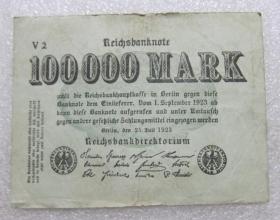 V 2
Reichsbanknote
100000 MARK
zahlt die Reichsbankhauptkasse in Berlin gegen diese
Banknote dem Einlieferer. Vom 1. September 1923 ab
kann diese Banknote aufgerufen und unter Umtausch
gegen andere gesetzliche Zahlungsmittel eingezogen werden
Berlin, den 25. Juli 1923
Reichsbankdirektorium